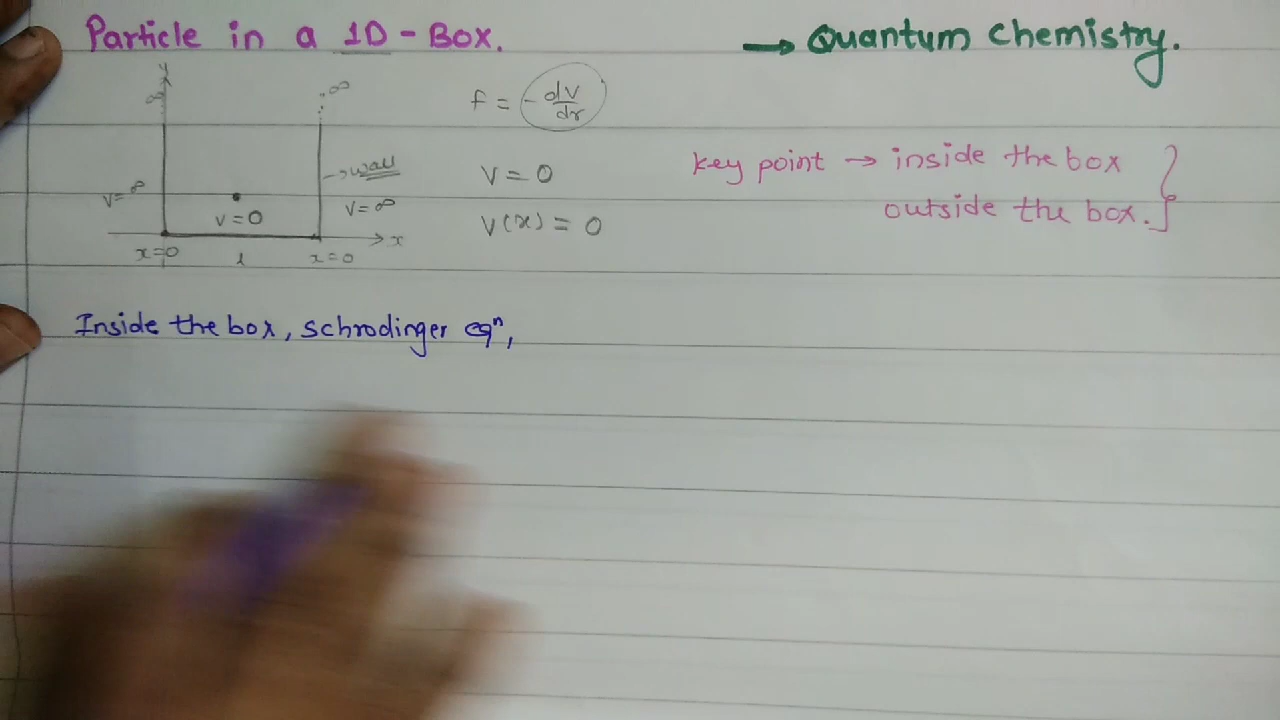 Particle in a 1D - Box.
→ Quantum chemistry.
∞
∞
f = - dv/dr
→ wall
v = ∞
v = 0
v = ∞
x
x = 0
l
x = 0
v = 0
v(x) = 0
key point → inside the box
outside the box.
Inside the box, schrodinger eqⁿ,